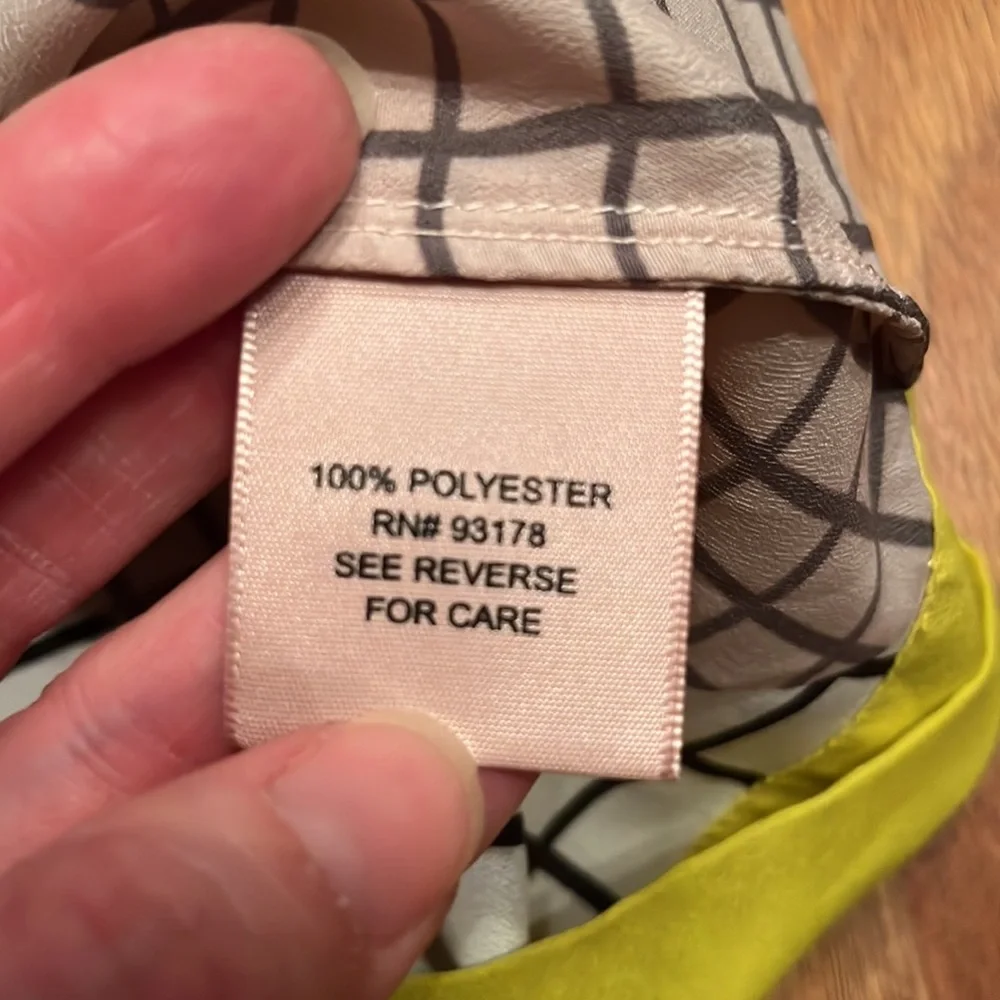 100% POLYESTER
RN# 93178
SEE REVERSE
FOR CARE